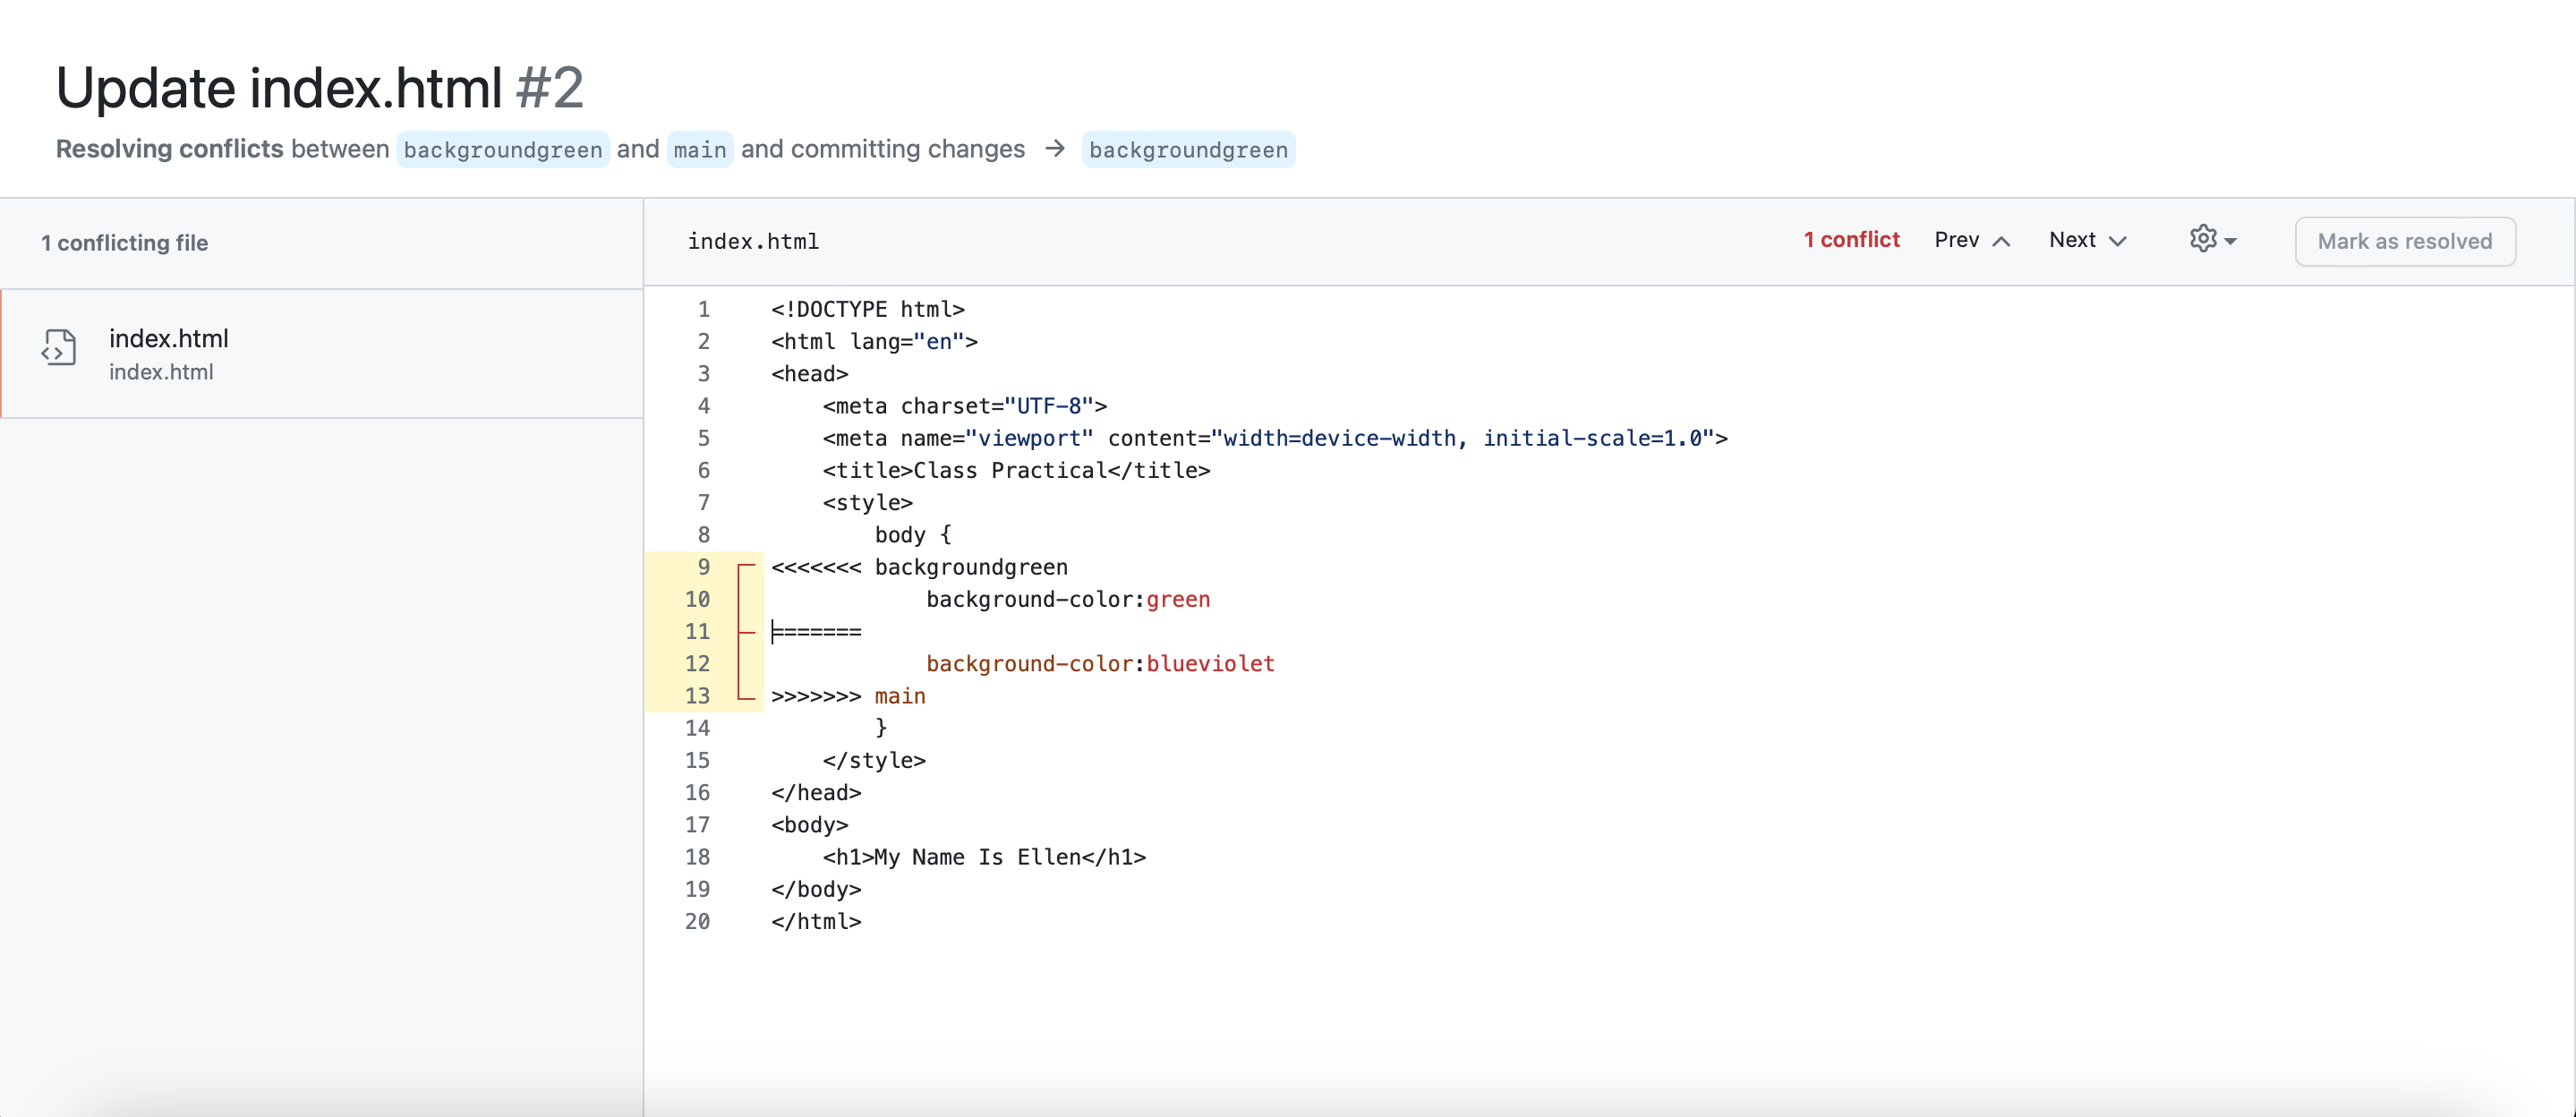 Update index.html #2
Resolving conflicts between backgroundgreen and main and committing changes → backgroundgreen
1 conflicting file
index.html
index.html
index.html
1 conflict Prev Next Mark as resolved
1 <!DOCTYPE html>
2 <html lang="en">
3 <head>
4     <meta charset="UTF-8">
5     <meta name="viewport" content="width=device-width, initial-scale=1.0">
6     <title>Class Practical</title>
7     <style>
8         body {
9 <<<<<<< backgroundgreen
10             background-color:green
11 =======
12             background-color:blueviolet
13 >>>>>>> main
14         }
15     </style>
16 </head>
17 <body>
18     <h1>My Name Is Ellen</h1>
19 </body>
20 </html>